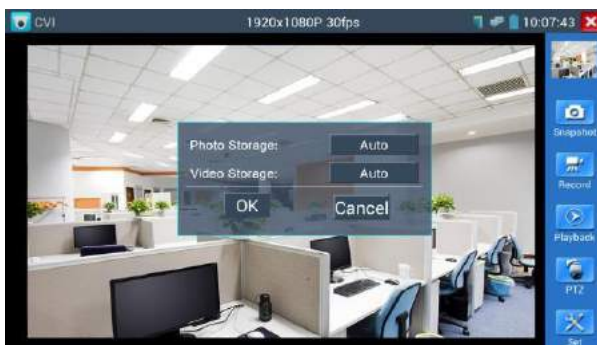 CVI 1920x1080P 30fps 10:07:43
Photo Storage: Auto
Video Storage: Auto
OK Cancel
Snapshot
Record
Playback
PTZ
Set